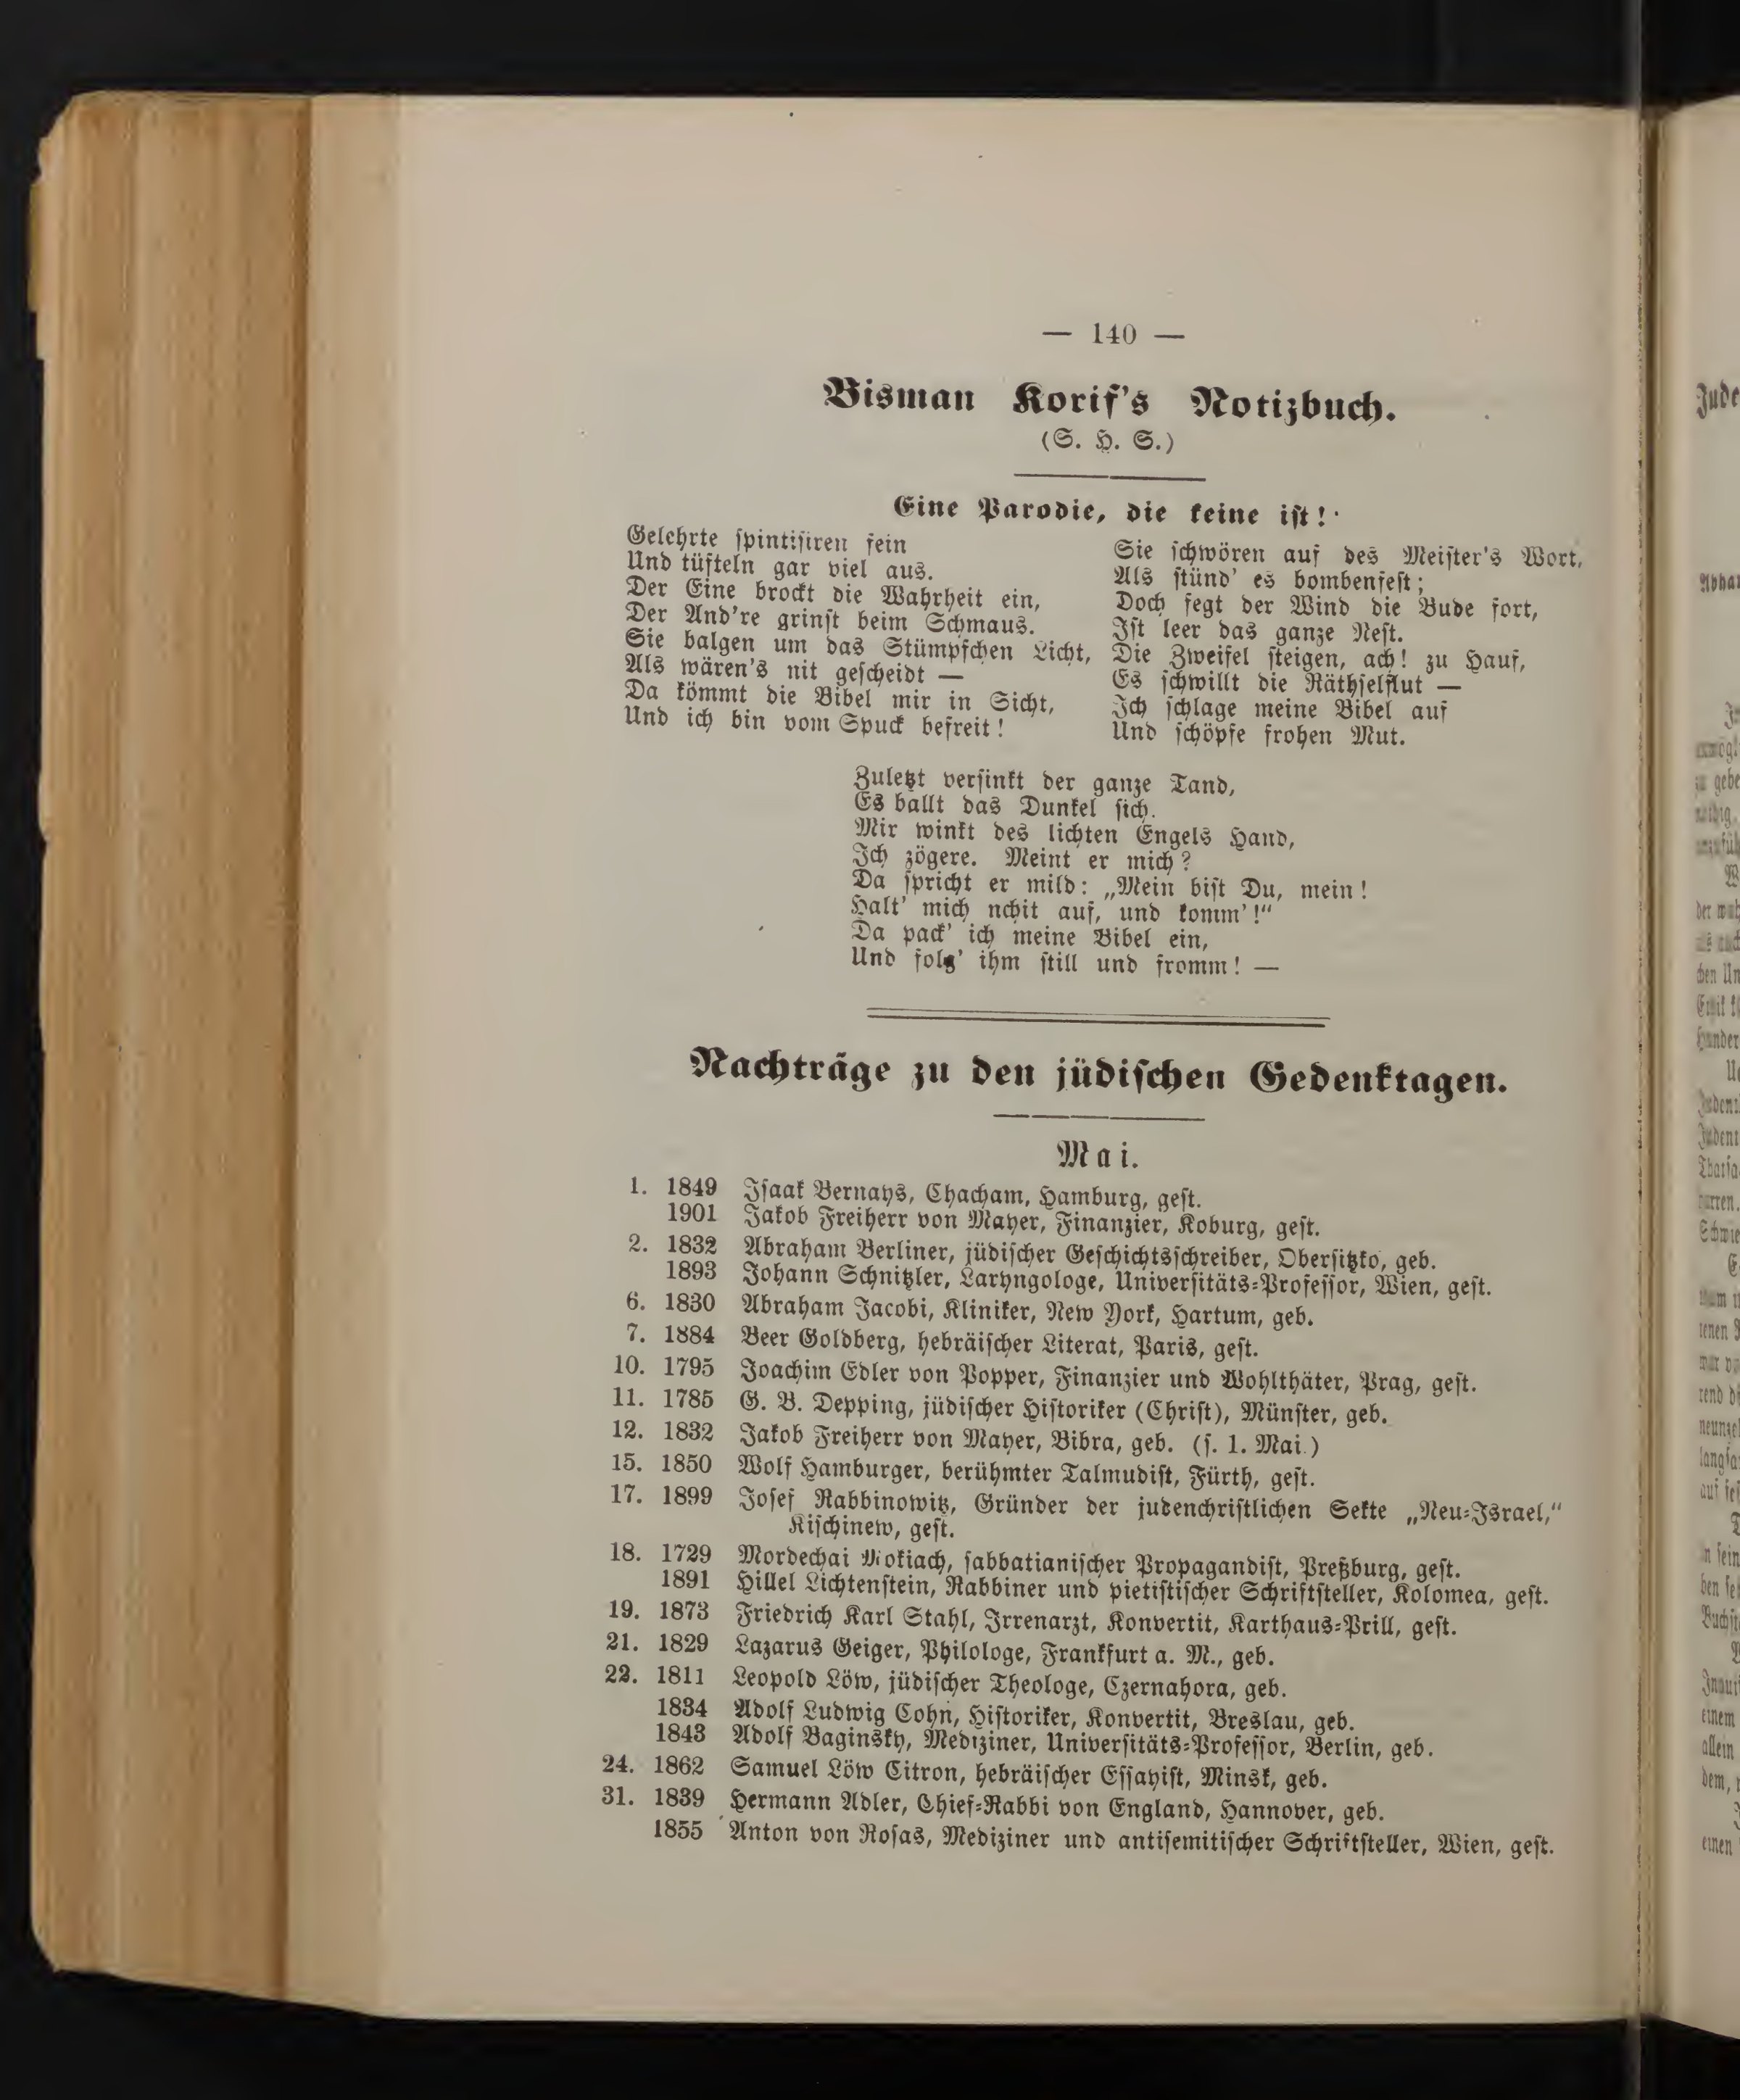 — 140 —
Bisman Korif's Notizbuch.
(S. H. S.)
Eine Parodie, die keine ist!
Gelehrte spintisiren fein
Und tüfteln gar viel aus.
Der Eine brockt die Wahrheit ein,
Der And're grinst beim Schmaus.
Sie balgen um das Stümpfchen Licht,
Als wären's nit gescheidt —
Da kömmt die Bibel mir in Sicht,
Und ich bin vom Spuck befreit!
Sie schwören auf des Meister's Wort,
Als stünd' es bombenfest;
Doch fegt der Wind die Bude fort,
Ist leer das ganze Nest.
Die Zweifel steigen, ach! zu Hauf,
Es schwillt die Räthselflut —
Ich schlage meine Bibel auf
Und schöpfe frohen Mut.
Zuletzt versinkt der ganze Tand,
Es ballt das Dunkel sich.
Mir winkt des lichten Engels Hand,
Ich zögere. Meint er mich?
Da spricht er mild: „Mein bist Du, mein!
Halt' mich nchit auf, und komm'!“
Da pack' ich meine Bibel ein,
Und folg' ihm still und fromm! —
Nachträge zu den jüdischen Gedenktagen.
Mai.
1. 1849 Isaak Bernays, Chacham, Hamburg, gest.
1901 Jakob Freiherr von Mayer, Finanzier, Koburg, gest.
2. 1832 Abraham Berliner, jüdischer Geschichtsschreiber, Obersitzko, geb.
1893 Johann Schnitzler, Laryngologe, Universitäts-Professor, Wien, gest.
6. 1830 Abraham Jacobi, Kliniker, New York, Hartum, geb.
7. 1884 Beer Goldberg, hebräischer Literat, Paris, gest.
10. 1795 Joachim Edler von Popper, Finanzier und Wohlthäter, Prag, gest.
11. 1785 G. B. Depping, jüdischer Historiker (Christ), Münster, geb.
12. 1832 Jakob Freiherr von Mayer, Bibra, geb. (s. 1. Mai.)
15. 1850 Wolf Hamburger, berühmter Talmudist, Fürth, gest.
17. 1899 Josef Rabbinowitz, Gründer der judenchristlichen Sekte „Neu-Israel,“
Kischinew, gest.
18. 1729 Mordechai Mokiach, sabbatianischer Propagandist, Preßburg, gest.
1891 Hillel Lichtenstein, Rabbiner und pietistischer Schriftsteller, Kolomea, gest.
19. 1873 Friedrich Karl Stahl, Irrenarzt, Konvertit, Karthaus-Prill, gest.
21. 1829 Lazarus Geiger, Philologe, Frankfurt a. M., geb.
22. 1811 Leopold Löw, jüdischer Theologe, Czernahora, geb.
1834 Adolf Ludwig Cohn, Historiker, Konvertit, Breslau, geb.
1843 Adolf Baginsky, Mediziner, Universitäts-Professor, Berlin, geb.
24. 1862 Samuel Löw Citron, hebräischer Essayist, Minsk, geb.
31. 1839 Hermann Adler, Chief-Rabbi von England, Hannover, geb.
1855 Anton von Rosas, Mediziner und antisemitischer Schriftsteller, Wien, gest.